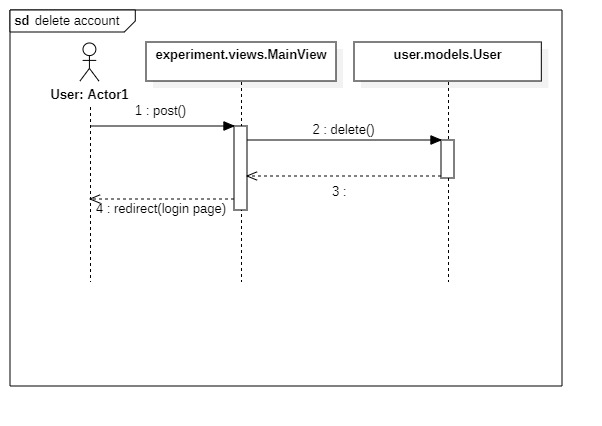 sd delete account
experiment.views.MainView
user.models.User
User: Actor1
1 : post()
2 : delete()
3 :
4 : redirect(login page)